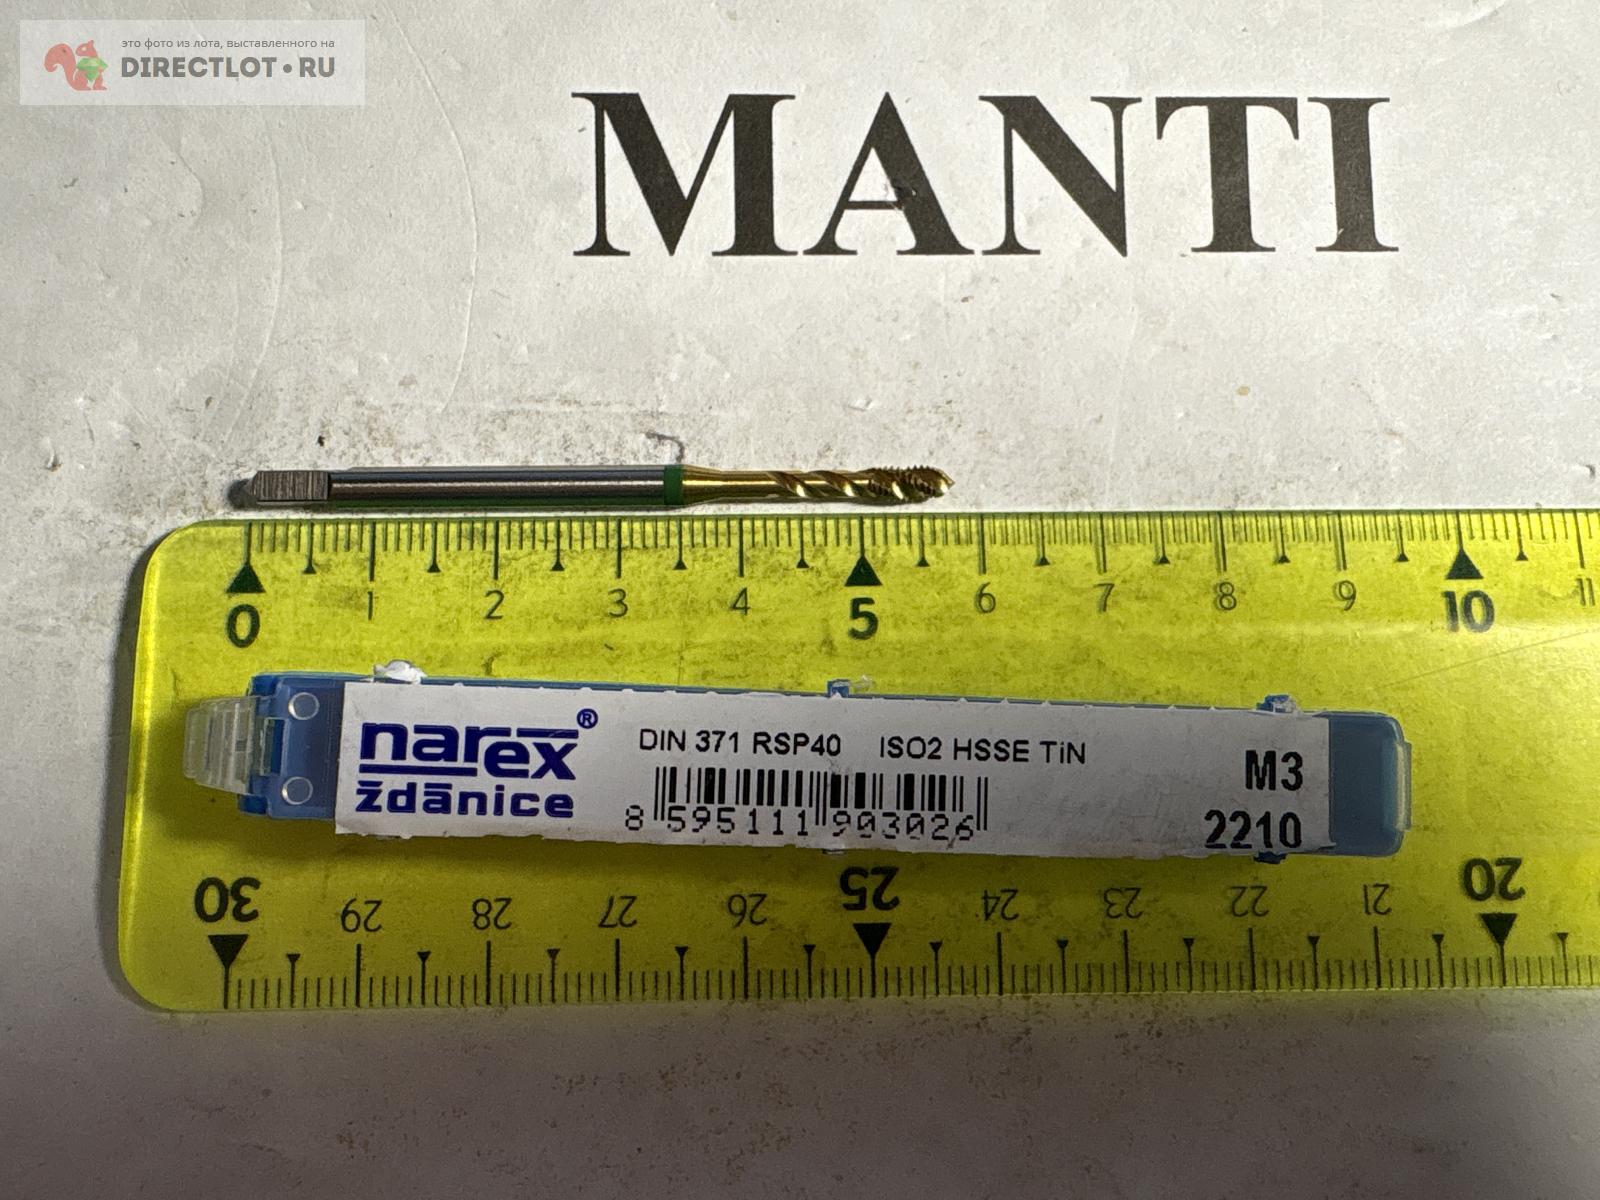 это фото из лота, выставленного на
DIRECTLOT•RU
MANTI
0 1 2 3 4 5 6 7 8 9 10 11
narex®
ždānice
DIN 371 RSP40 ISO2 HSSE TiN
8 595111 903026
M3
2210
30 29 28 27 26 25 24 23 22 21 20